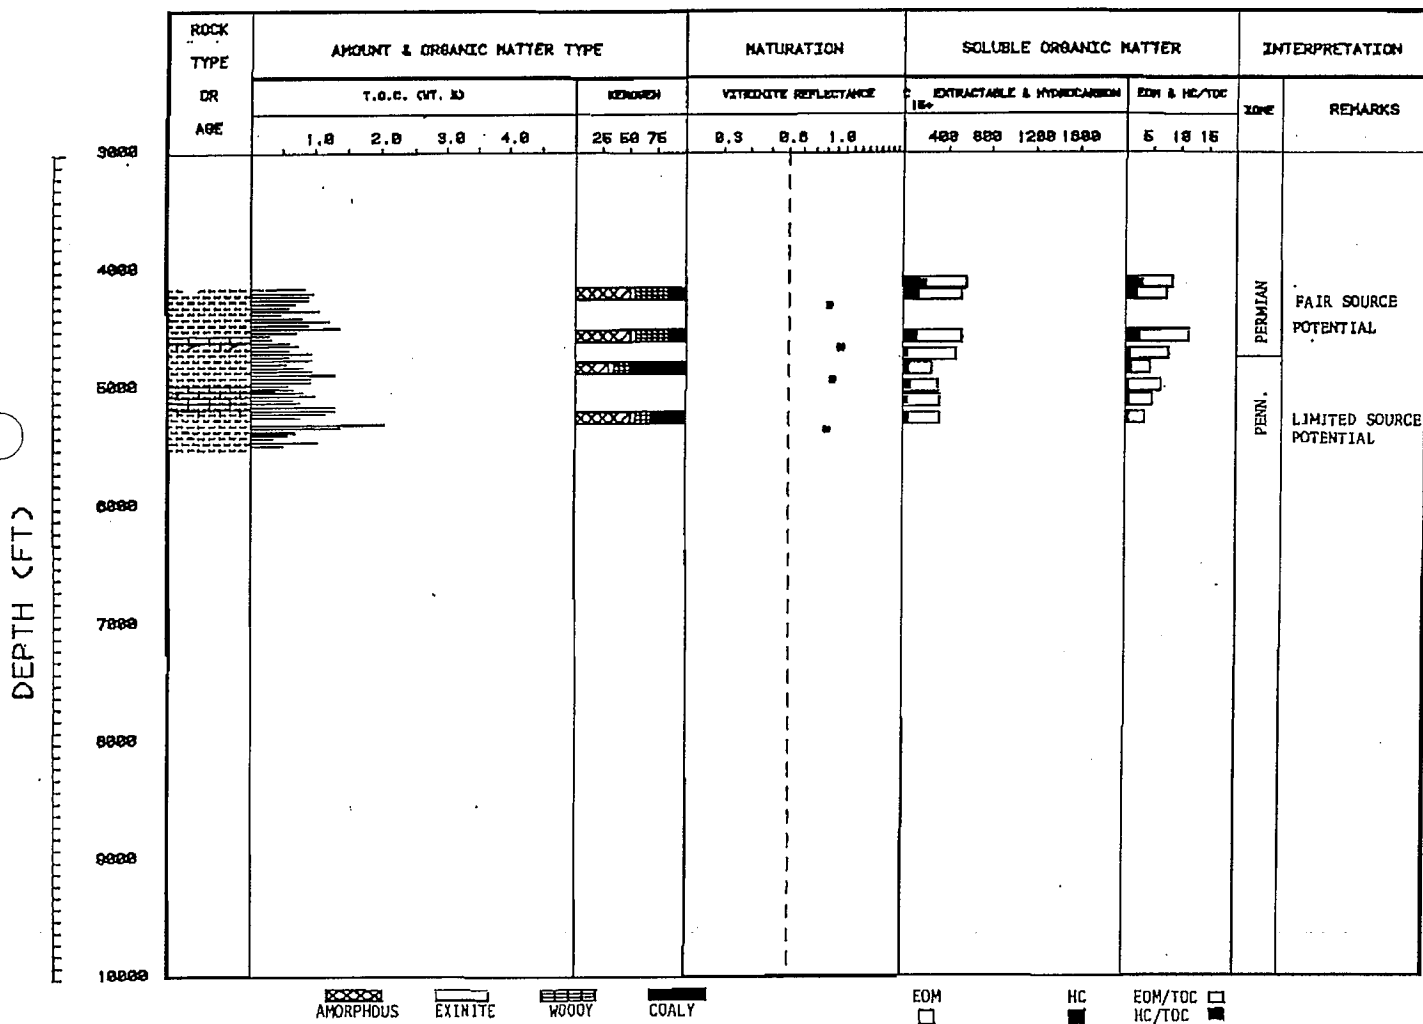 ROCK
TYPE
OR
AGE
AMOUNT & ORGANIC MATTER TYPE
MATURATION
SOLUBLE ORGANIC MATTER
INTERPRETATION
T.O.C. (WT. %)
KEROGEN
VITRINITE REFLECTANCE
C 15+ EXTRACTABLE & HYDROCARBON
EOM & HC/TOC
ZONE
REMARKS
1.0 2.0 3.0 4.0
25 50 75
0.3 0.6 1.0
400 800 1200 1600
5 10 15
DEPTH (FT)
3000
4000
5000
6000
7000
8000
9000
10000
PERMIAN
FAIR SOURCE
POTENTIAL
PENN.
LIMITED SOURCE
POTENTIAL
AMORPHOUS EXINITE WOODY COALY
EOM HC EOM/TOC
HC/TOC